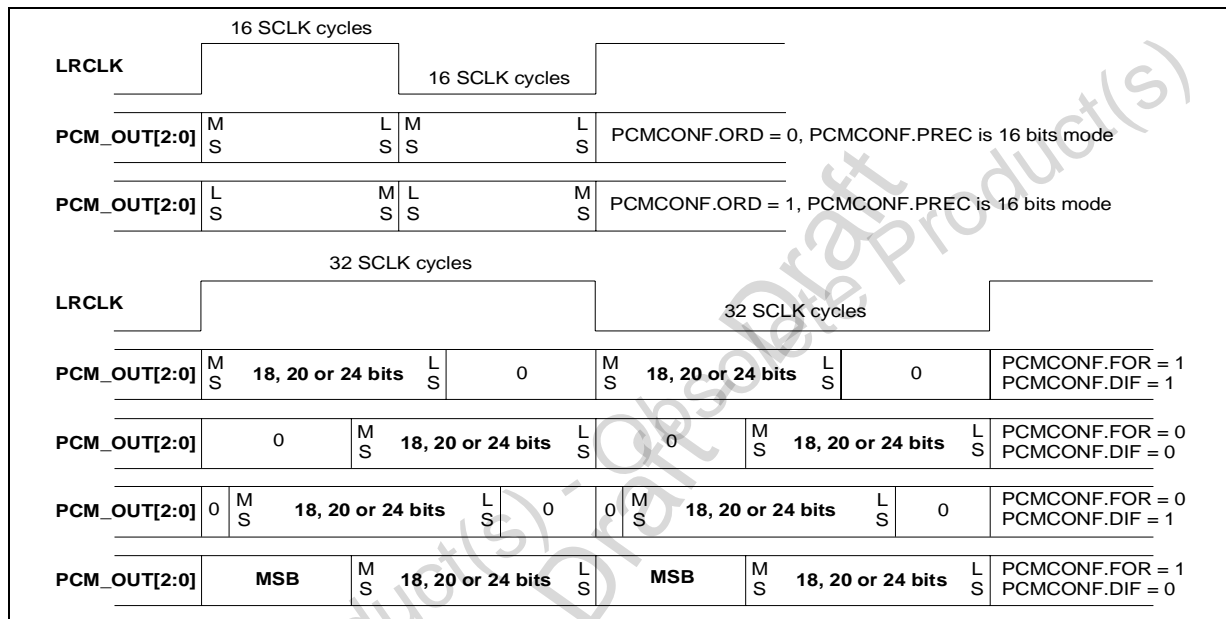 16 SCLK cycles
LRCLK
16 SCLK cycles
PCM_OUT[2:0] M S L S M S L S PCMCONF.ORD = 0, PCMCONF.PREC is 16 bits mode
PCM_OUT[2:0] L S M S L S M S PCMCONF.ORD = 1, PCMCONF.PREC is 16 bits mode
32 SCLK cycles
LRCLK
32 SCLK cycles
PCM_OUT[2:0] M S 18, 20 or 24 bits L S 0 M S 18, 20 or 24 bits L S 0 PCMCONF.FOR = 1
PCMCONF.DIF = 1
PCM_OUT[2:0] 0 M S 18, 20 or 24 bits L S 0 M S 18, 20 or 24 bits L S PCMCONF.FOR = 0
PCMCONF.DIF = 0
PCM_OUT[2:0] 0 M S 18, 20 or 24 bits L S 0 0 M S 18, 20 or 24 bits L S 0 PCMCONF.FOR = 0
PCMCONF.DIF = 1
PCM_OUT[2:0] MSB M S 18, 20 or 24 bits L S MSB M S 18, 20 or 24 bits L S PCMCONF.FOR = 1
PCMCONF.DIF = 0
Draft
Draft
oduct(s) - Obsolete Product(s)